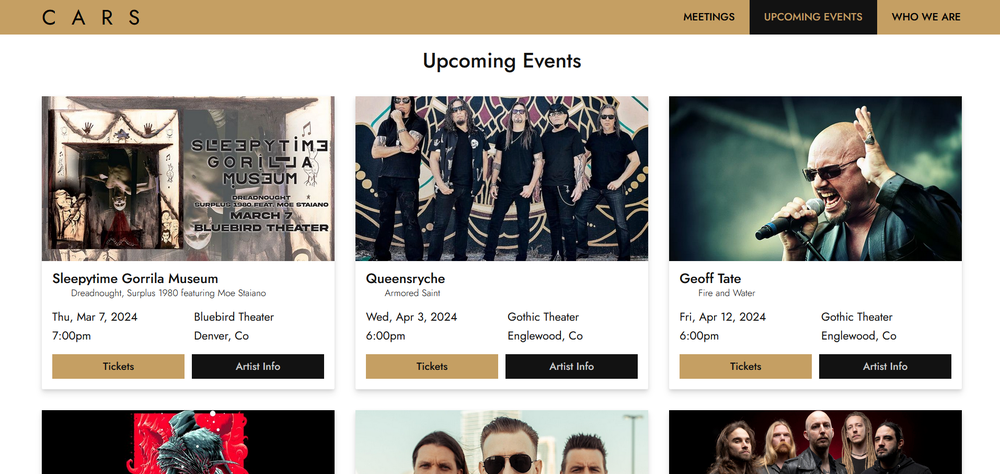 CARS
MEETINGS
UPCOMING EVENTS
WHO WE ARE
Upcoming Events
SLEEPYTIME
GORILLA
MUSEUM
DREADNOUGHT
SURPLUS 1980 FEAT. MOE STAIANO
MARCH 7
BLUEBIRD THEATER
Sleepytime Gorrila Museum
Dreadnought, Surplus 1980 featuring Moe Staiano
Thu, Mar 7, 2024
Bluebird Theater
7:00pm
Denver, Co
Tickets
Artist Info
Queensryche
Armored Saint
Wed, Apr 3, 2024
Gothic Theater
6:00pm
Englewood, Co
Tickets
Artist Info
Geoff Tate
Fire and Water
Fri, Apr 12, 2024
Gothic Theater
6:00pm
Englewood, Co
Tickets
Artist Info